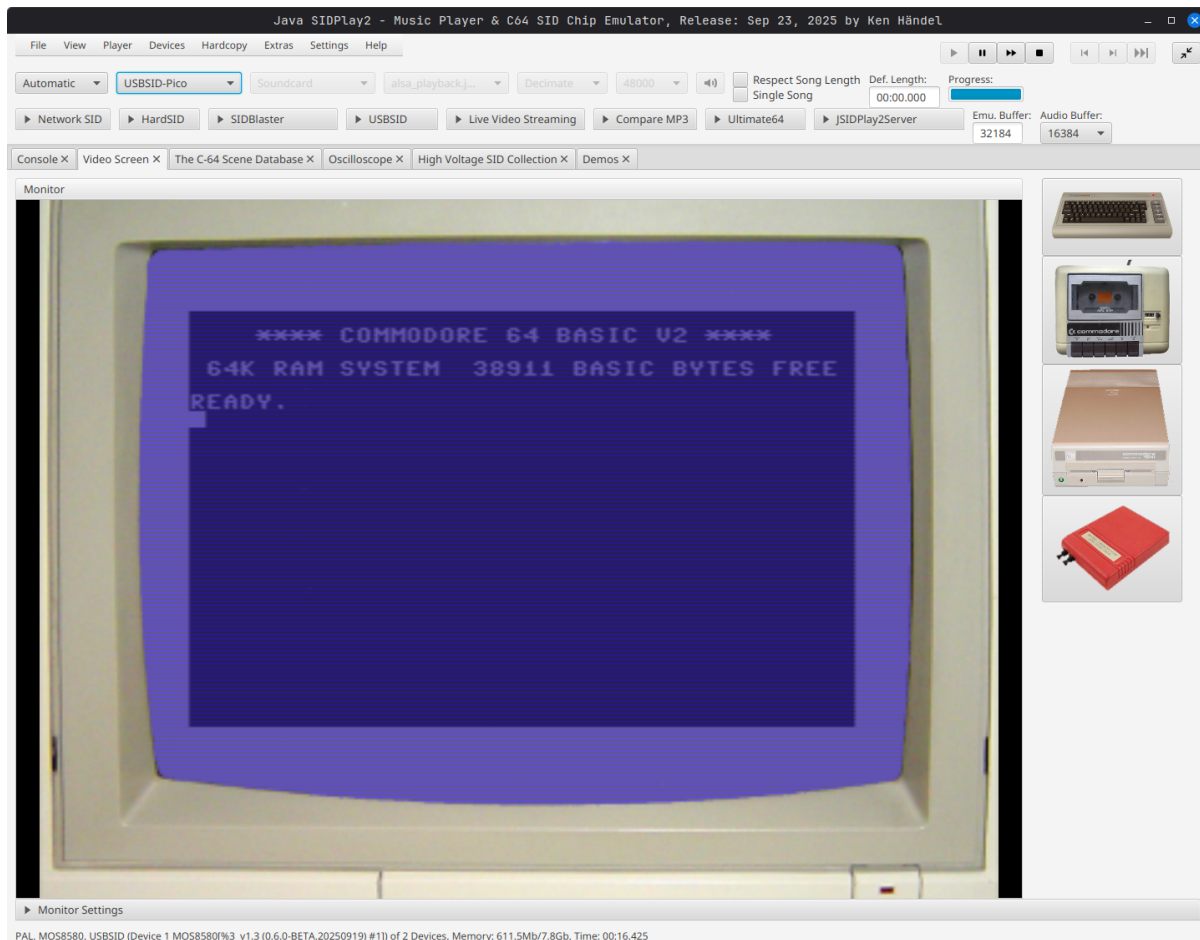 Java SIDPlay2 - Music Player & C64 SID Chip Emulator, Release: Sep 23, 2025 by Ken Händel
File View Player Devices Hardcopy Extras Settings Help
Automatic USBSID-Pico Soundcard alsa_playback.j... Decimate 48000 Respect Song Length Def. Length: Progress:
Single Song 00:00.000
Network SID HardSID SIDBlaster USBSID Live Video Streaming Compare MP3 Ultimate64 JSIDPlay2Server Emu. Buffer: Audio Buffer:
32184 16384
Console Video Screen The C-64 Scene Database Oscilloscope High Voltage SID Collection Demos
Monitor
**** COMMODORE 64 BASIC V2 ****
64K RAM SYSTEM 38911 BASIC BYTES FREE
READY.
commodore
Monitor Settings
PAL, MOS8580, USBSID (Device 1 MOS8580[%3 v1.3 (0.6.0-BETA.20250919) #1]) of 2 Devices, Memory: 611.5Mb/7.8Gb, Time: 00:16.425